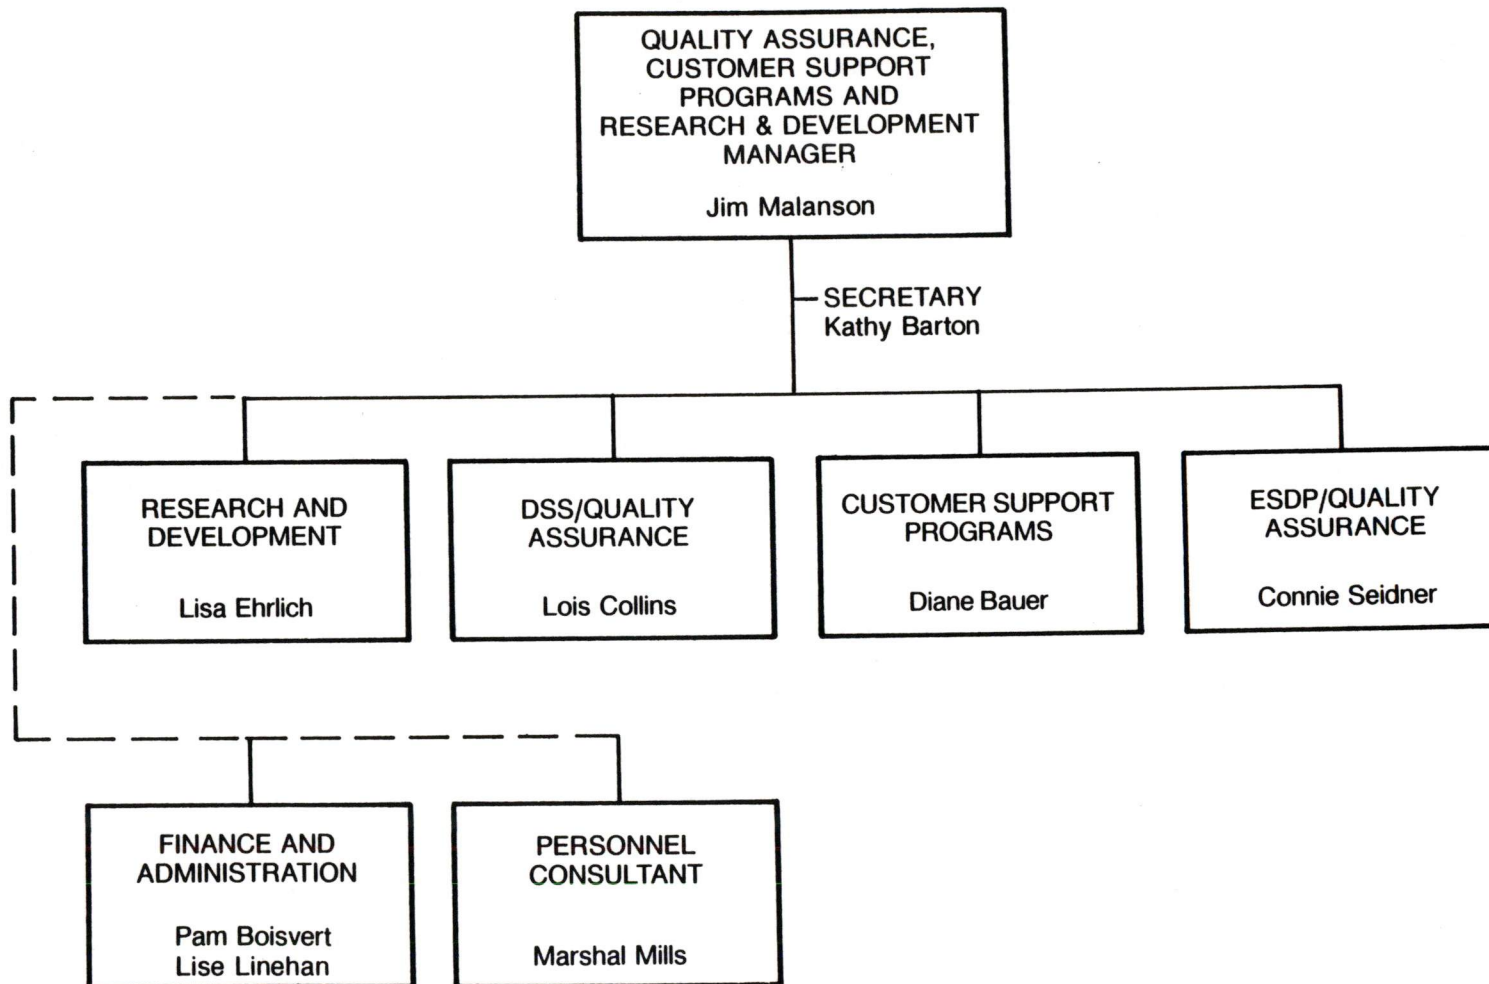 QUALITY ASSURANCE,
CUSTOMER SUPPORT
PROGRAMS AND
RESEARCH & DEVELOPMENT
MANAGER
Jim Malanson
SECRETARY
Kathy Barton
RESEARCH AND
DEVELOPMENT
Lisa Ehrlich
DSS/QUALITY
ASSURANCE
Lois Collins
CUSTOMER SUPPORT
PROGRAMS
Diane Bauer
ESDP/QUALITY
ASSURANCE
Connie Seidner
FINANCE AND
ADMINISTRATION
Pam Boisvert
Lise Linehan
PERSONNEL
CONSULTANT
Marshal Mills